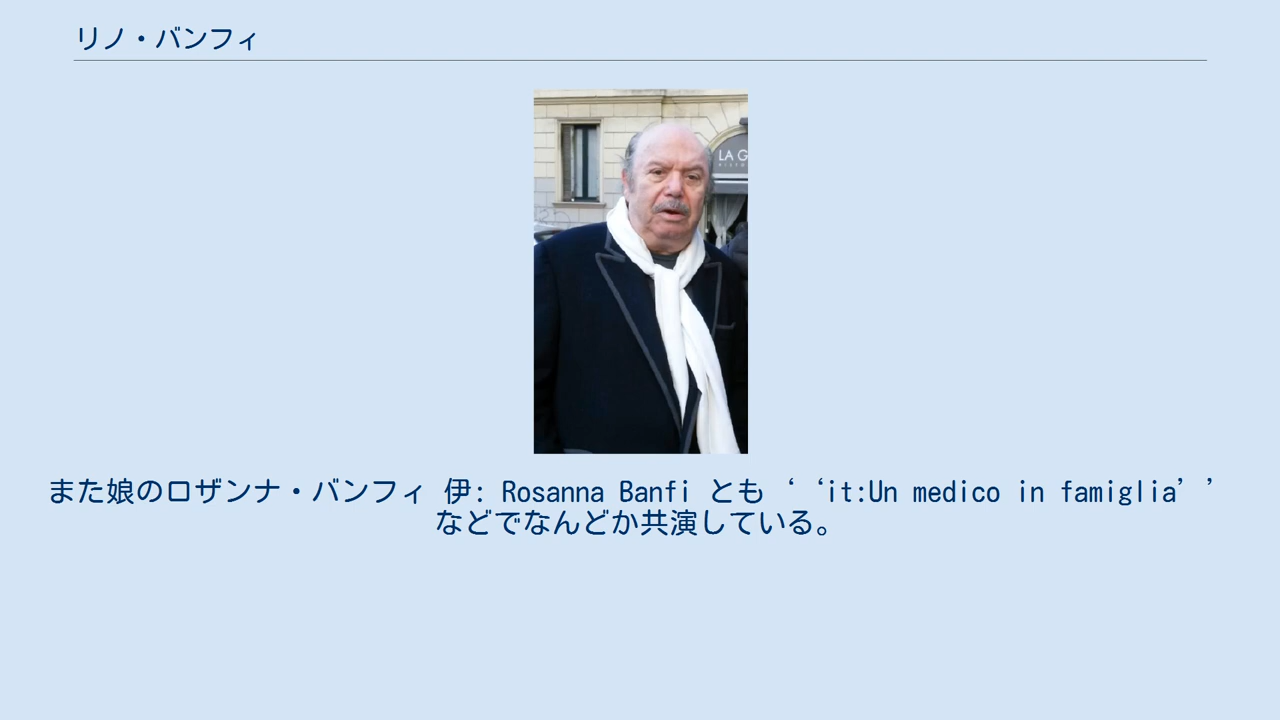 リノ・バンフィ
LA G
また娘のロザンナ・バンフィ 伊: Rosanna Banfi とも‘‘it:Un medico in famiglia’’
などでなんどか共演している。